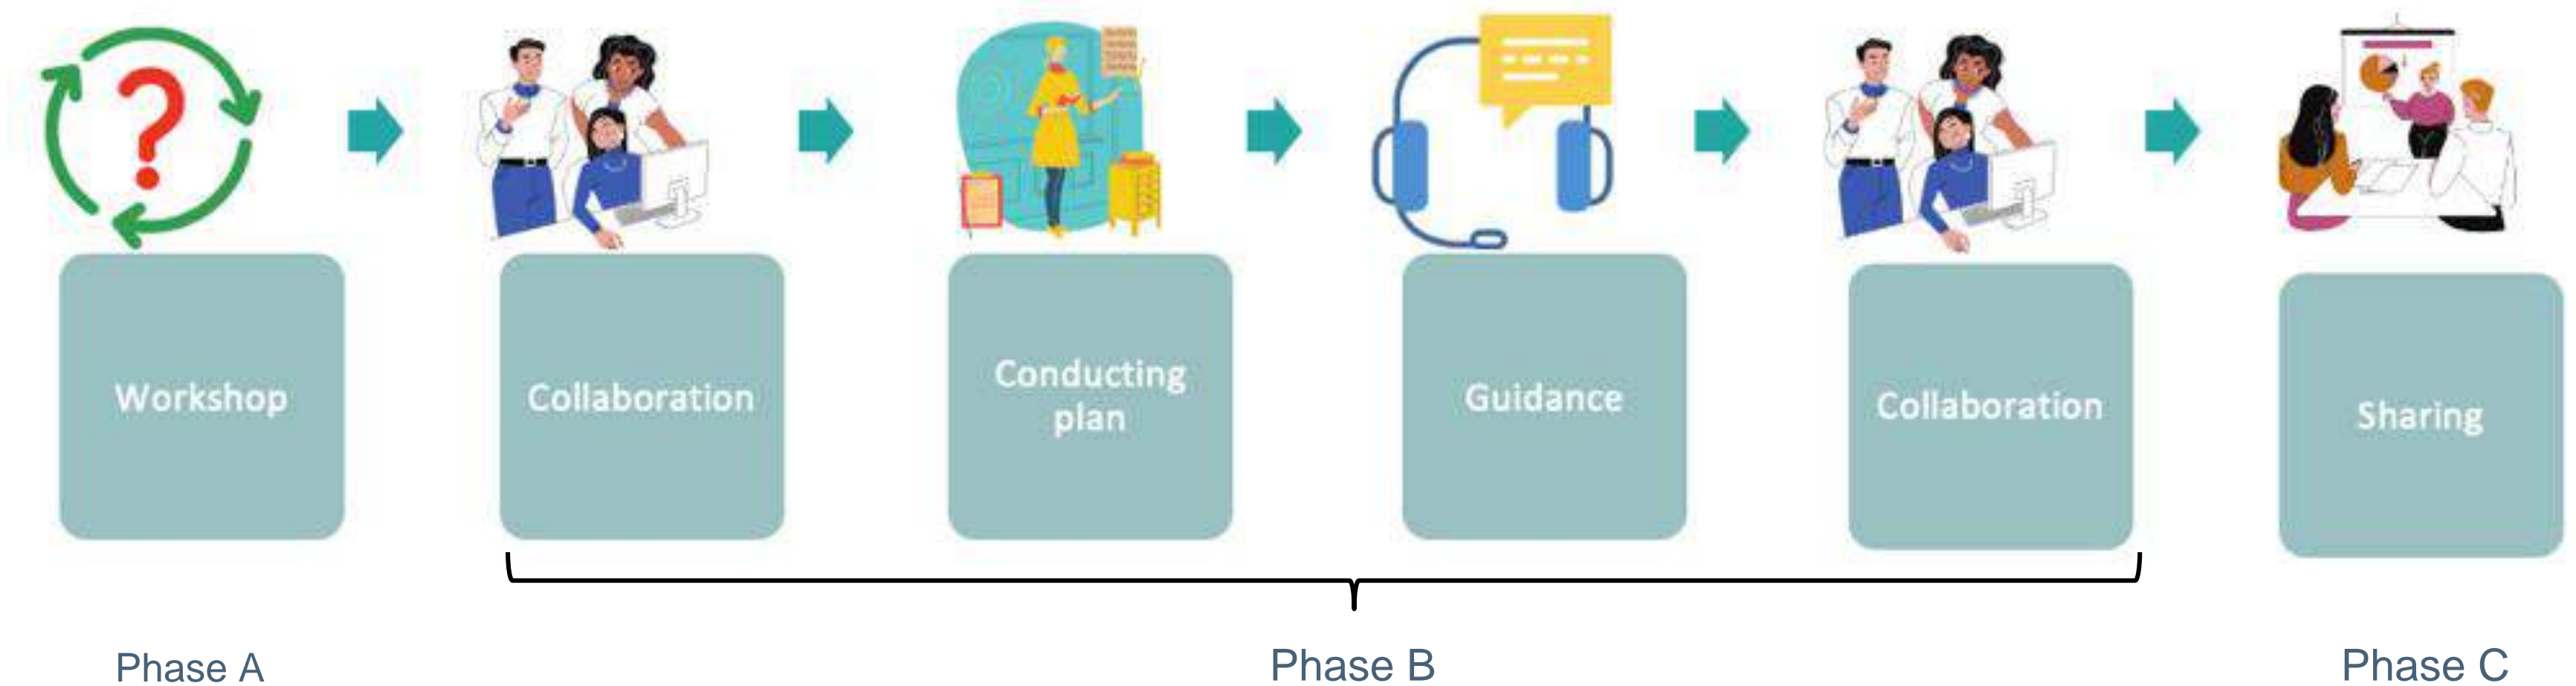 ?
Workshop
Collaboration
Conducting
plan
Guidance
Collaboration
Sharing
Phase A
Phase B
Phase C